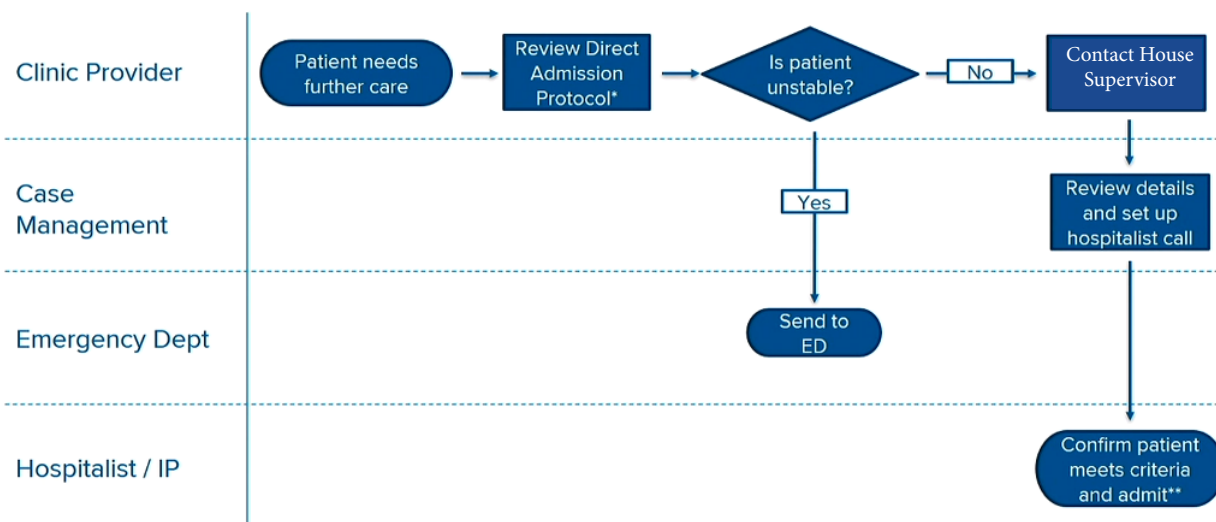 Clinic Provider
Patient needs
further care
Review Direct
Admission
Protocol*
Is patient
unstable?
No
Contact House
Supervisor
Case
Management
Yes
Review details
and set up
hospitalist call
Emergency Dept
Send to
ED
Hospitalist / IP
Confirm patient
meets criteria
and admit**